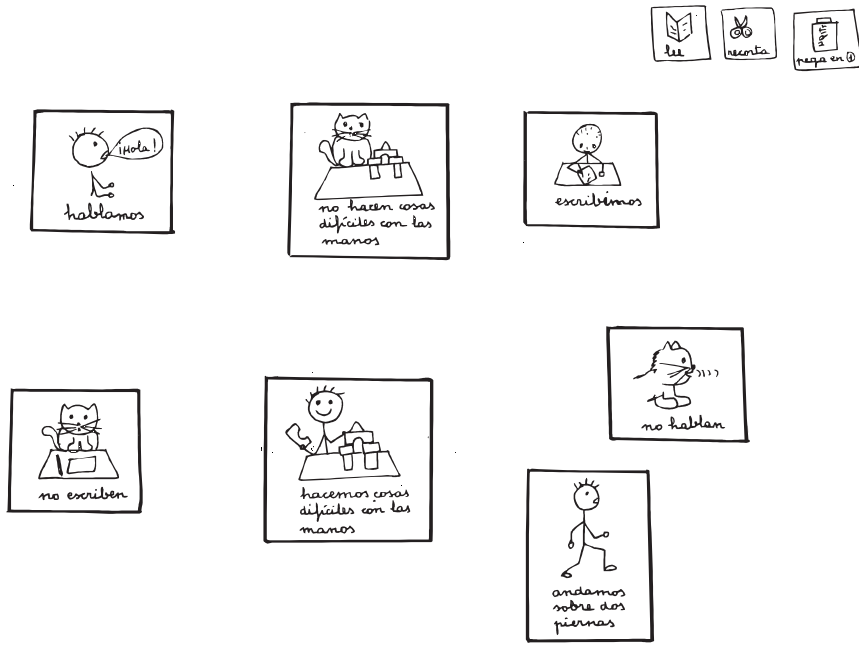 lee
recorta
pega en 1
¡Hola!
hablamos
no hacen cosas
difíciles con las
manos
escribimos
no escriben
hacemos cosas
difíciles con las
manos
no hablan
andamos
sobre dos
piernas